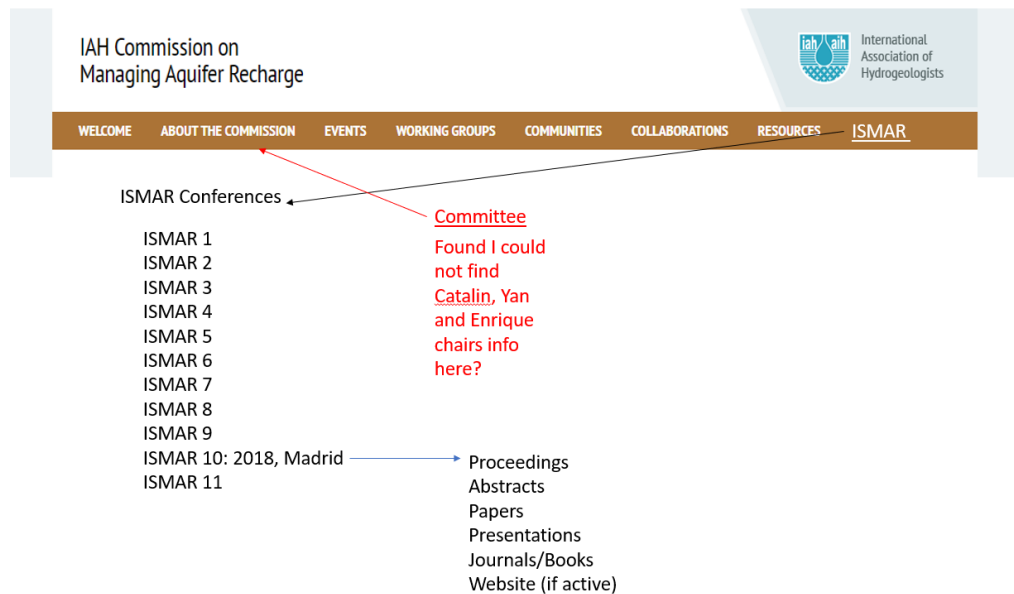 IAH Commission on
Managing Aquifer Recharge
iah aih
International
Association of
Hydrogeologists
WELCOME ABOUT THE COMMISSION EVENTS WORKING GROUPS COMMUNITIES COLLABORATIONS RESOURCES ISMAR
ISMAR Conferences
ISMAR 1
ISMAR 2
ISMAR 3
ISMAR 4
ISMAR 5
ISMAR 6
ISMAR 7
ISMAR 8
ISMAR 9
ISMAR 10: 2018, Madrid
ISMAR 11
Committee
Found I could
not find
Catalin, Yan
and Enrique
chairs info
here?
Proceedings
Abstracts
Papers
Presentations
Journals/Books
Website (if active)